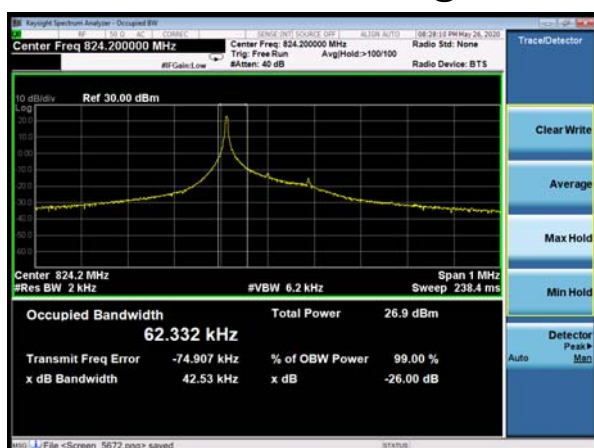 Keysight Spectrum Analyzer - Occupied BW
RF 50 Ω AC CORREC SENSE:INT SOURCE OFF ALIGN AUTO 08:28:10 PM May 26, 2020
Center Freq 824.200000 MHz Center Freq: 824.200000 MHz Radio Std: None
Trig: Free Run Avg|Hold:>100/100
#IFGain:Low #Atten: 40 dB Radio Device: BTS
10 dB/div Ref 30.00 dBm
Log
20.0
10.0
0.00
Center 824.2 MHz Span 1 MHz
#Res BW 2 kHz #VBW 6.2 kHz Sweep 238.4 ms
Occupied Bandwidth Total Power 26.9 dBm
62.332 kHz
Transmit Freq Error -74.907 kHz % of OBW Power 99.00 %
x dB Bandwidth 42.53 kHz x dB -26.00 dB
MSG File <Screen_5672.png> saved STATUS
Trace/Detector
Clear Write
Average
Max Hold
Min Hold
Detector
Peak▶
Auto Man